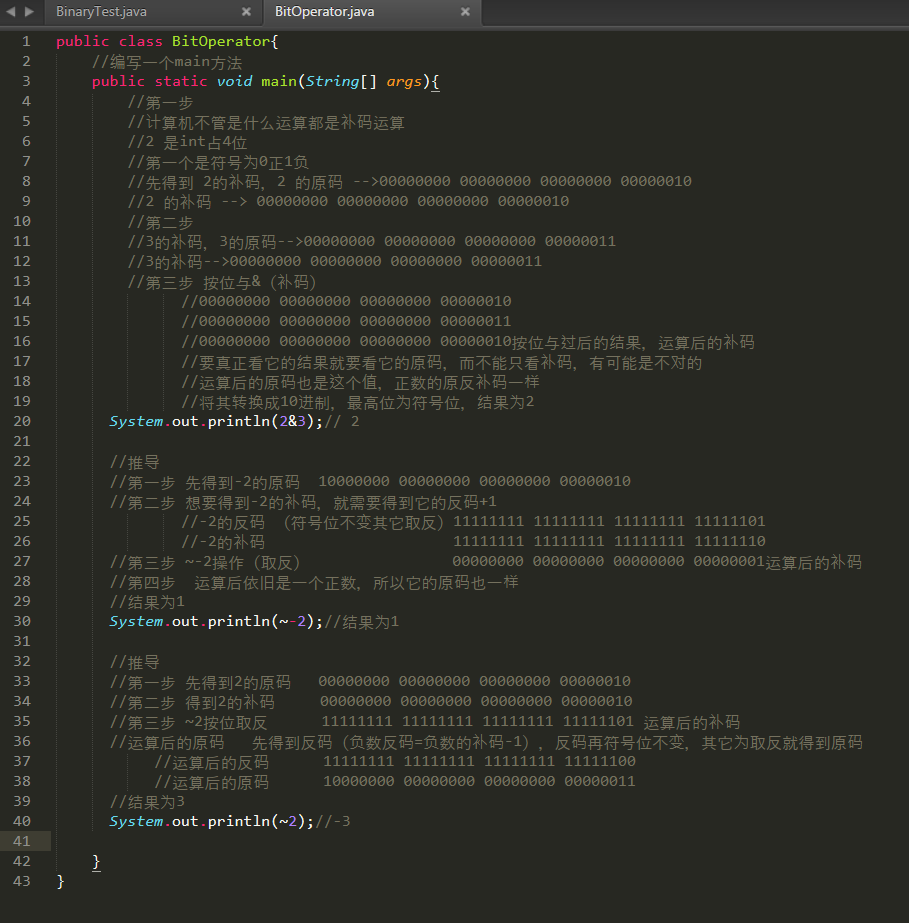 BinaryTest.java × BitOperator.java ×
1 public class BitOperator{
2 //编写一个main方法
3 public static void main(String[] args){
4 //第一步
5 //计算机不管是什么运算都是补码运算
6 //2 是int占4位
7 //第一个是符号为0正1负
8 //先得到 2的补码, 2 的原码 -->00000000 00000000 00000000 00000010
9 //2 的补码 --> 00000000 00000000 00000000 00000010
10 //第二步
11 //3的补码, 3的原码-->00000000 00000000 00000000 00000011
12 //3的补码-->00000000 00000000 00000000 00000011
13 //第三步 按位与&（补码）
14 //00000000 00000000 00000000 00000010
15 //00000000 00000000 00000000 00000011
16 //00000000 00000000 00000000 00000010按位与过后的结果, 运算后的补码
17 //要真正看它的结果就要看它的原码, 而不能只看补码, 有可能是不对的
18 //运算后的原码也是这个值, 正数的原反补码一样
19 //将其转换成10进制, 最高位为符号位, 结果为2
20 System.out.println(2&3);// 2
21
22 //推导
23 //第一步 先得到-2的原码 10000000 00000000 00000000 00000010
24 //第二步 想要得到-2的补码, 就需要得到它的反码+1
25 //-2的反码 （符号位不变其它取反）11111111 11111111 11111111 11111101
26 //-2的补码 11111111 11111111 11111111 11111110
27 //第三步 ~-2操作（取反） 00000000 00000000 00000000 00000001运算后的补码
28 //第四步 运算后依旧是一个正数, 所以它的原码也一样
29 //结果为1
30 System.out.println(~-2);//结果为1
31
32 //推导
33 //第一步 先得到2的原码 00000000 00000000 00000000 00000010
34 //第二步 得到2的补码 00000000 00000000 00000000 00000010
35 //第三步 ~2按位取反 11111111 11111111 11111111 11111101 运算后的补码
36 //运算后的原码 先得到反码（负数反码=负数的补码-1）, 反码再符号位不变, 其它为取反就得到原码
37 //运算后的反码 11111111 11111111 11111111 11111100
38 //运算后的原码 10000000 00000000 00000000 00000011
39 //结果为3
40 System.out.println(~2);//-3
41
42 }
43 }